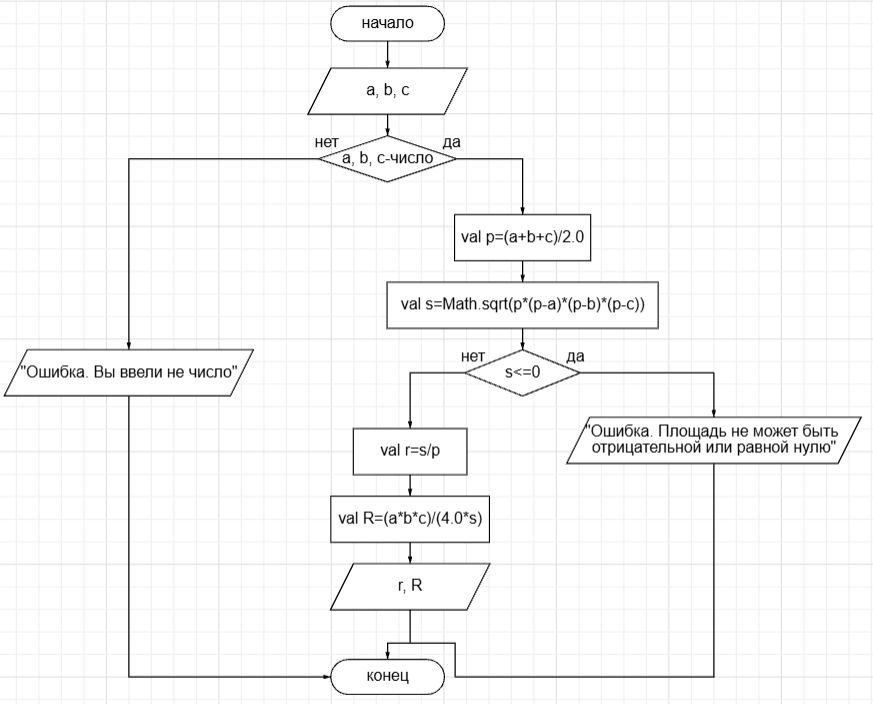 начало
a, b, c
нет
да
a, b, c-число
val p=(a+b+c)/2.0
val s=Math.sqrt(p*(p-a)*(p-b)*(p-c))
нет
да
s<=0
"Ошибка. Вы ввели не число"
"Ошибка. Площадь не может быть
отрицательной или равной нулю"
val r=s/p
val R=(a*b*c)/(4.0*s)
r, R
конец